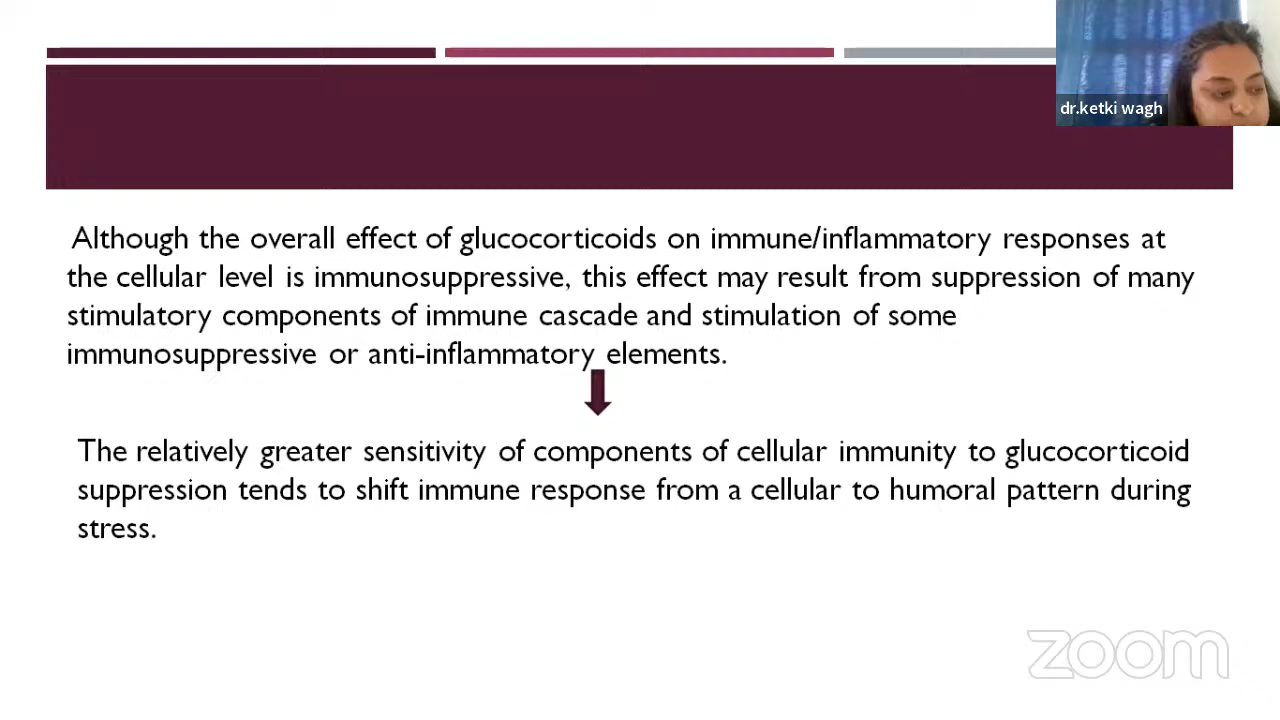 dr.ketki wagh
Although the overall effect of glucocorticoids on immune/inflammatory responses at
the cellular level is immunosuppressive, this effect may result from suppression of many
stimulatory components of immune cascade and stimulation of some
immunosuppressive or anti-inflammatory elements.
The relatively greater sensitivity of components of cellular immunity to glucocorticoid
suppression tends to shift immune response from a cellular to humoral pattern during
stress.
zoom